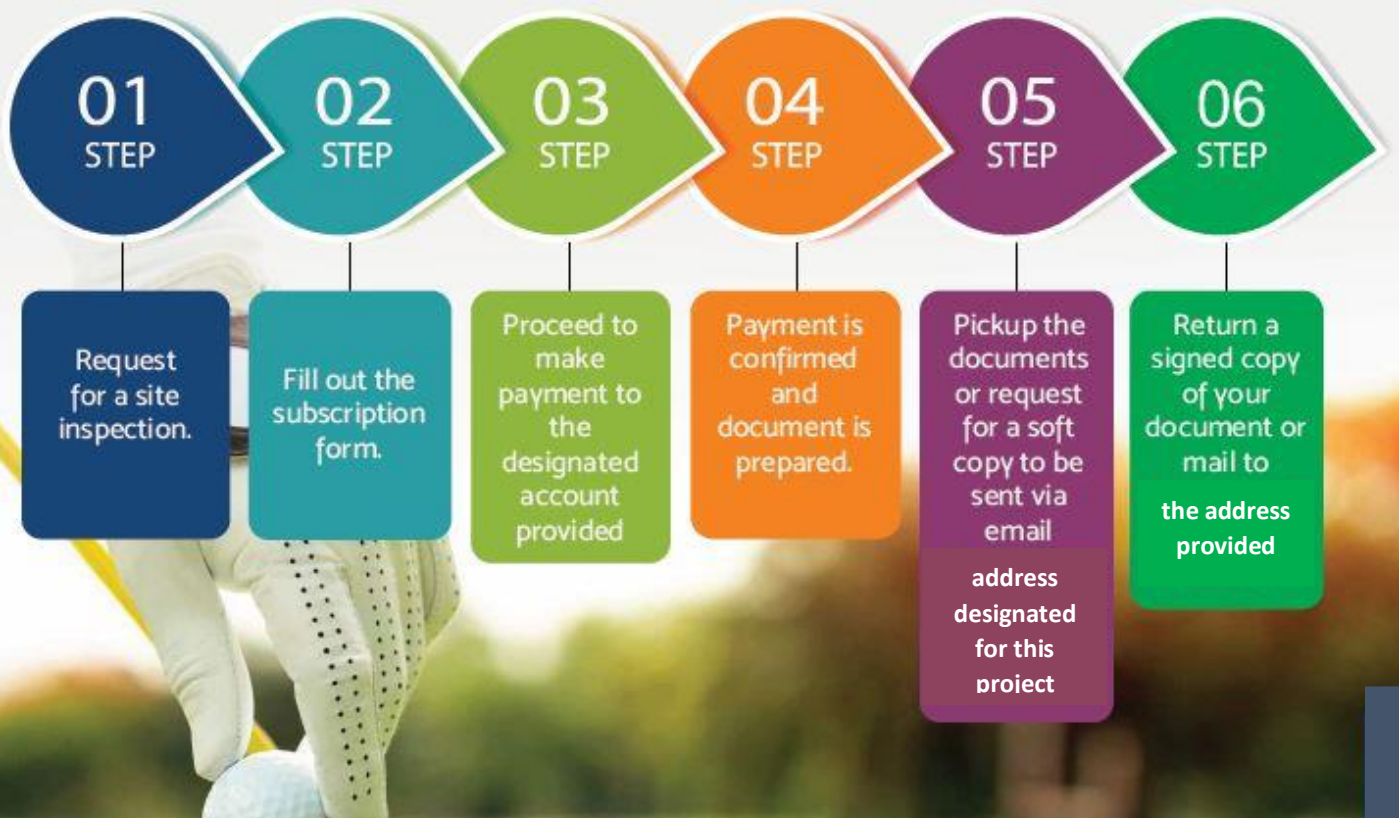 01
STEP
02
STEP
03
STEP
04
STEP
05
STEP
06
STEP
Request
for a site
inspection.
Fill out the
subscription
form.
Proceed to
make
payment to
the
designated
account
provided
Payment is
confirmed
and
document is
prepared.
Pickup the
documents
or request
for a soft
copy to be
sent via
email
address
designated
for this
project
Return a
signed copy
of your
document or
mail to
the address
provided